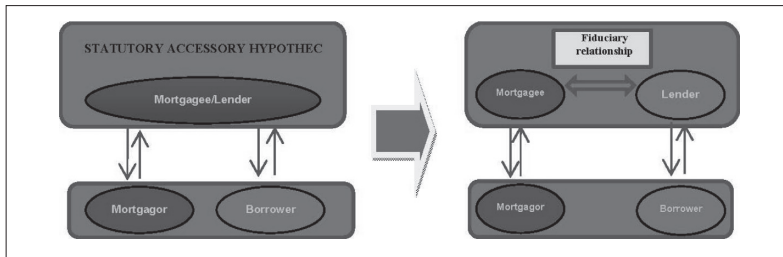 STATUTORY ACCESSORY HYPOTHEC
Mortgagee/Lender
Mortgagor
Borrower
Fiduciary
relationship
Mortgagee
Lender
Mortgagor
Borrower